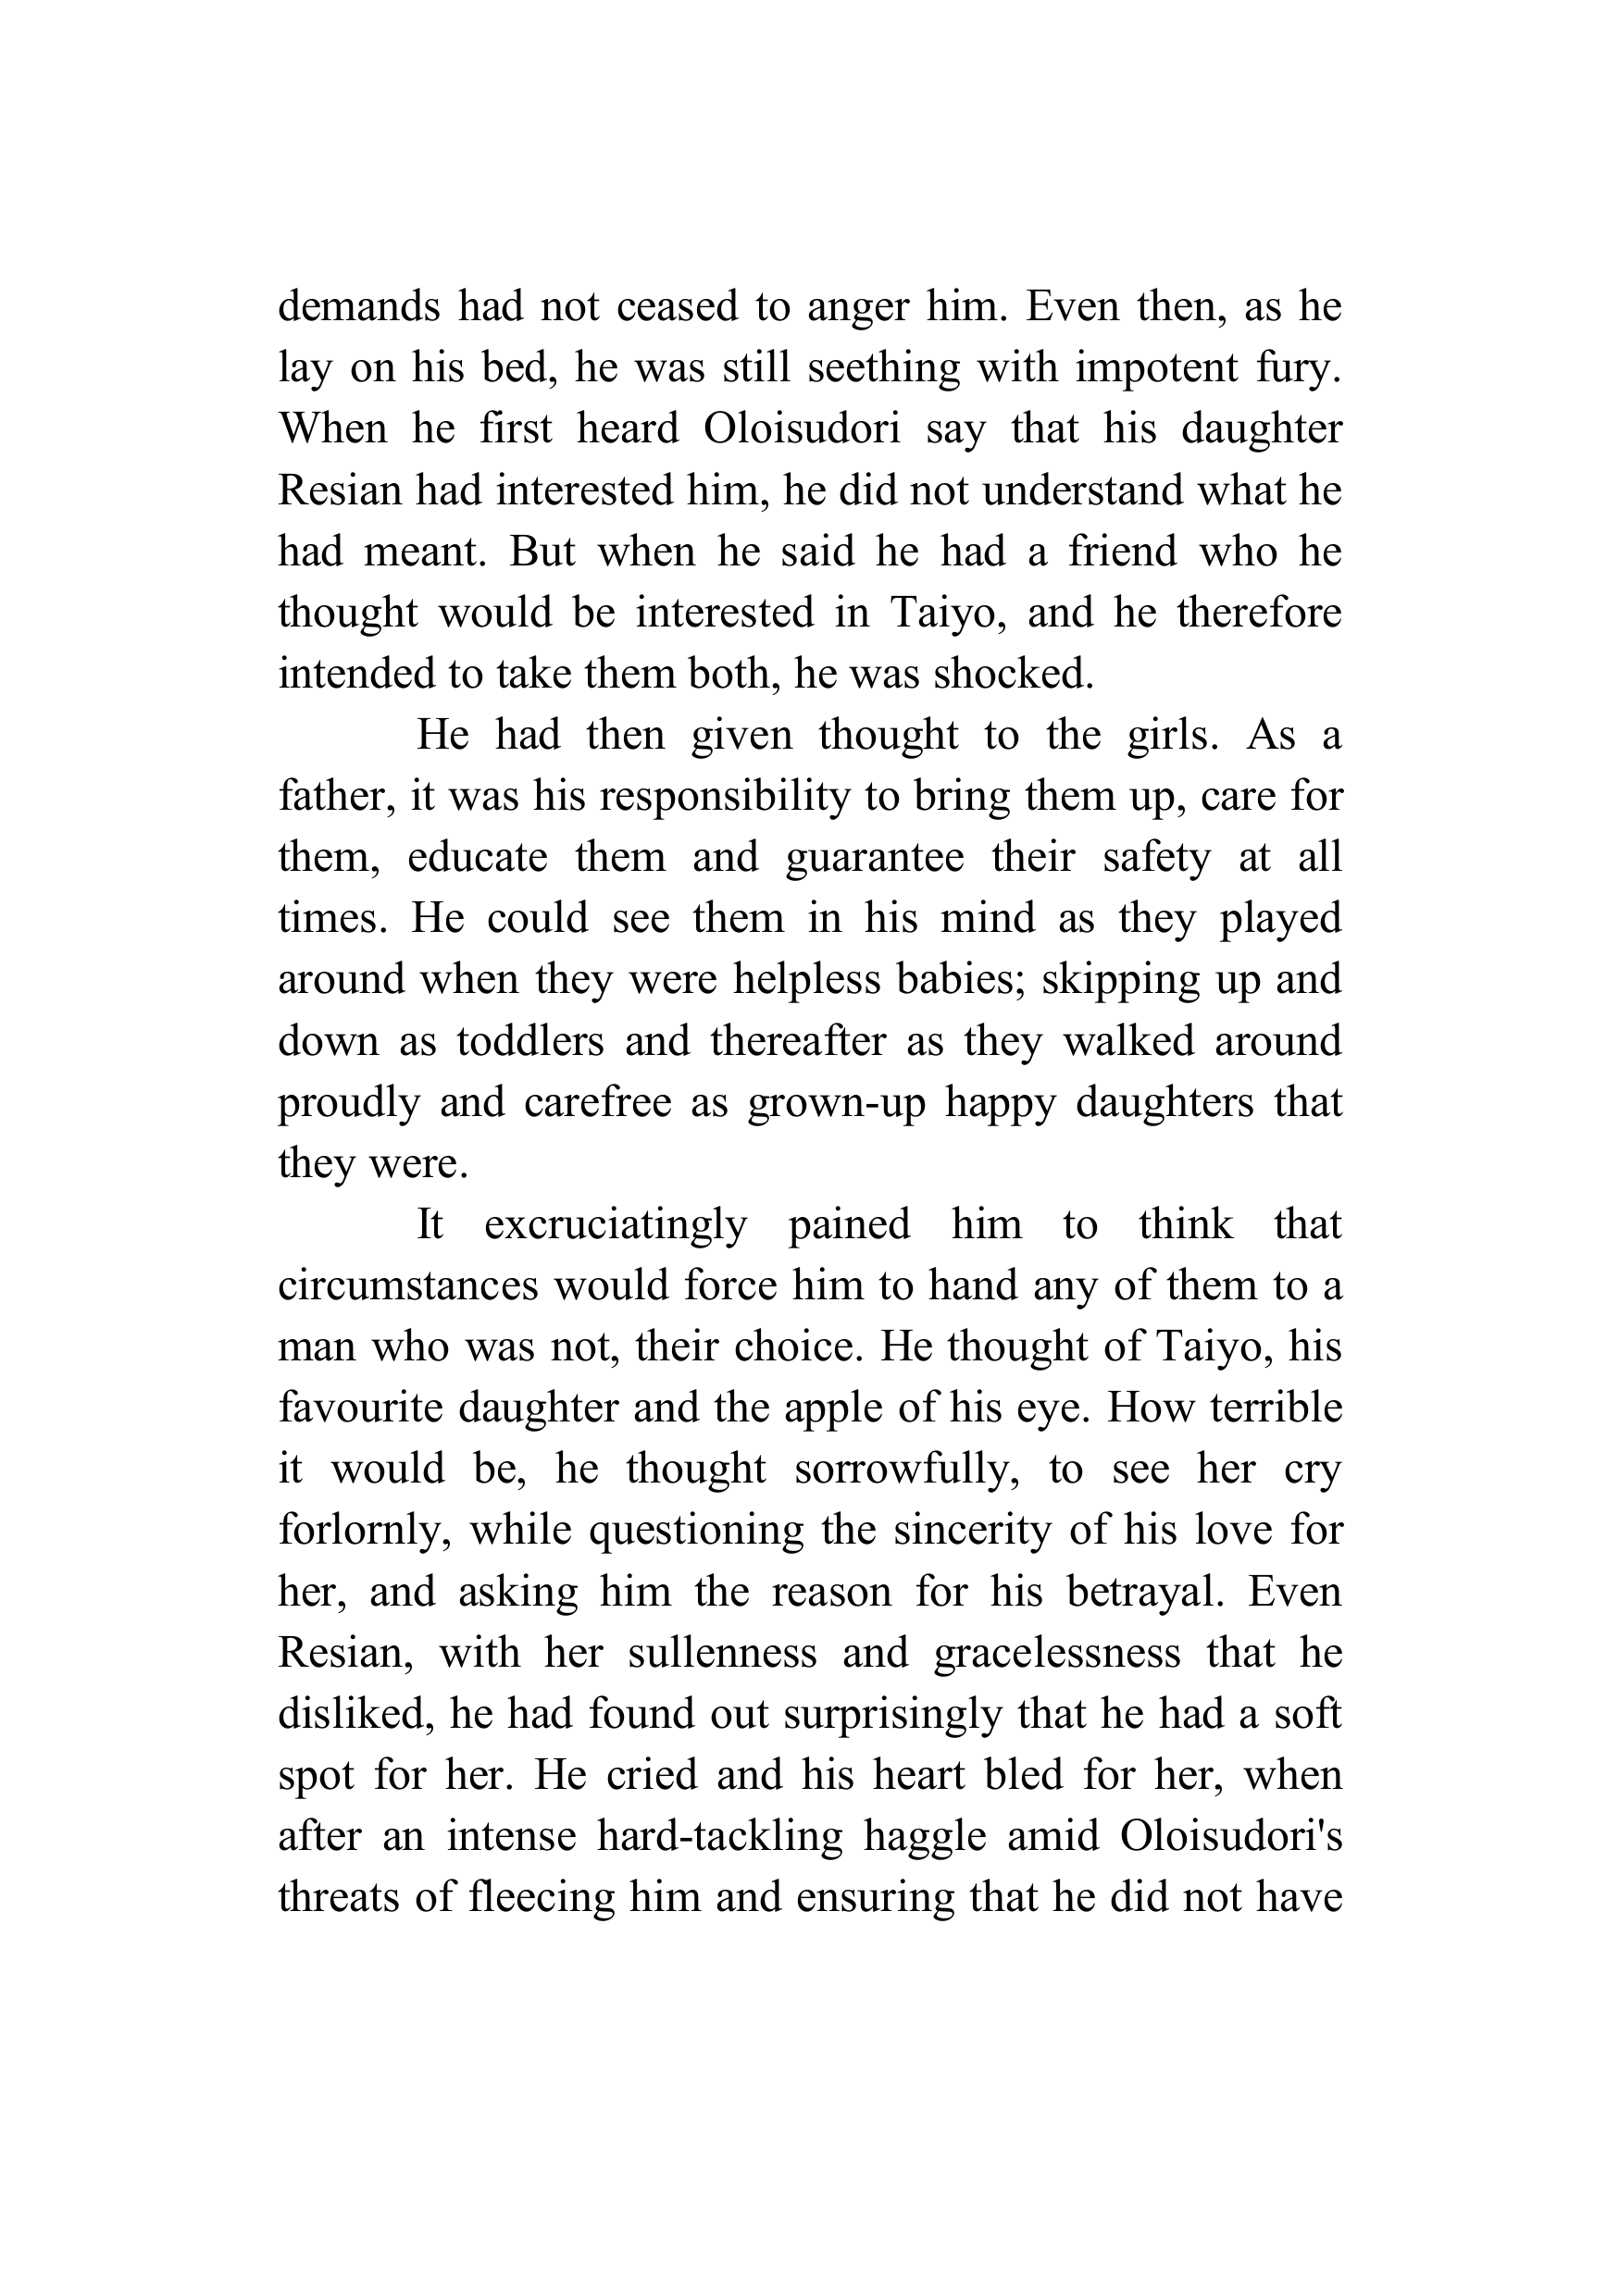 demands had not ceased to anger him. Even then, as he
lay on his bed, he was still seething with impotent fury.
When he first heard Oloisudori say that his daughter
Resian had interested him, he did not understand what he
had meant. But when he said he had a friend who he
thought would be interested in Taiyo, and he therefore
intended to take them both, he was shocked.
He had then given thought to the girls. As a
father, it was his responsibility to bring them up, care for
them, educate them and guarantee their safety at all
times. He could see them in his mind as they played
around when they were helpless babies; skipping up and
down as toddlers and thereafter as they walked around
proudly and carefree as grown-up happy daughters that
they were.
It excruciatingly pained him to think that
circumstances would force him to hand any of them to a
man who was not, their choice. He thought of Taiyo, his
favourite daughter and the apple of his eye. How terrible
it would be, he thought sorrowfully, to see her cry
forlornly, while questioning the sincerity of his love for
her, and asking him the reason for his betrayal. Even
Resian, with her sullenness and gracelessness that he
disliked, he had found out surprisingly that he had a soft
spot for her. He cried and his heart bled for her, when
after an intense hard-tackling haggle amid Oloisudori's
threats of fleecing him and ensuring that he did not have